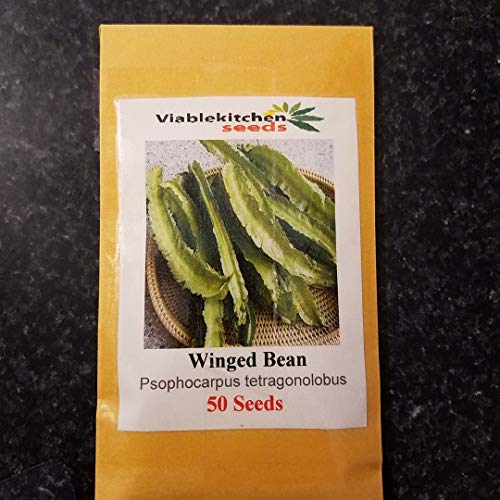 Viablekitchen
seeds
Winged Bean
Psophocarpus tetragonolobus
50 Seeds